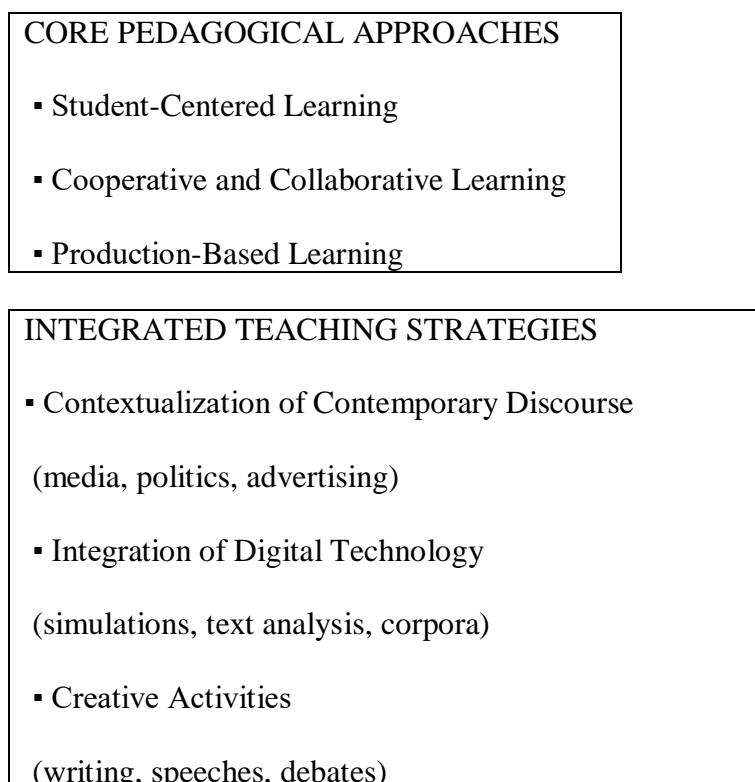 CORE PEDAGOGICAL APPROACHES
▪ Student-Centered Learning
▪ Cooperative and Collaborative Learning
▪ Production-Based Learning
INTEGRATED TEACHING STRATEGIES
▪ Contextualization of Contemporary Discourse
(media, politics, advertising)
▪ Integration of Digital Technology
(simulations, text analysis, corpora)
▪ Creative Activities
(writing, speeches, debates)